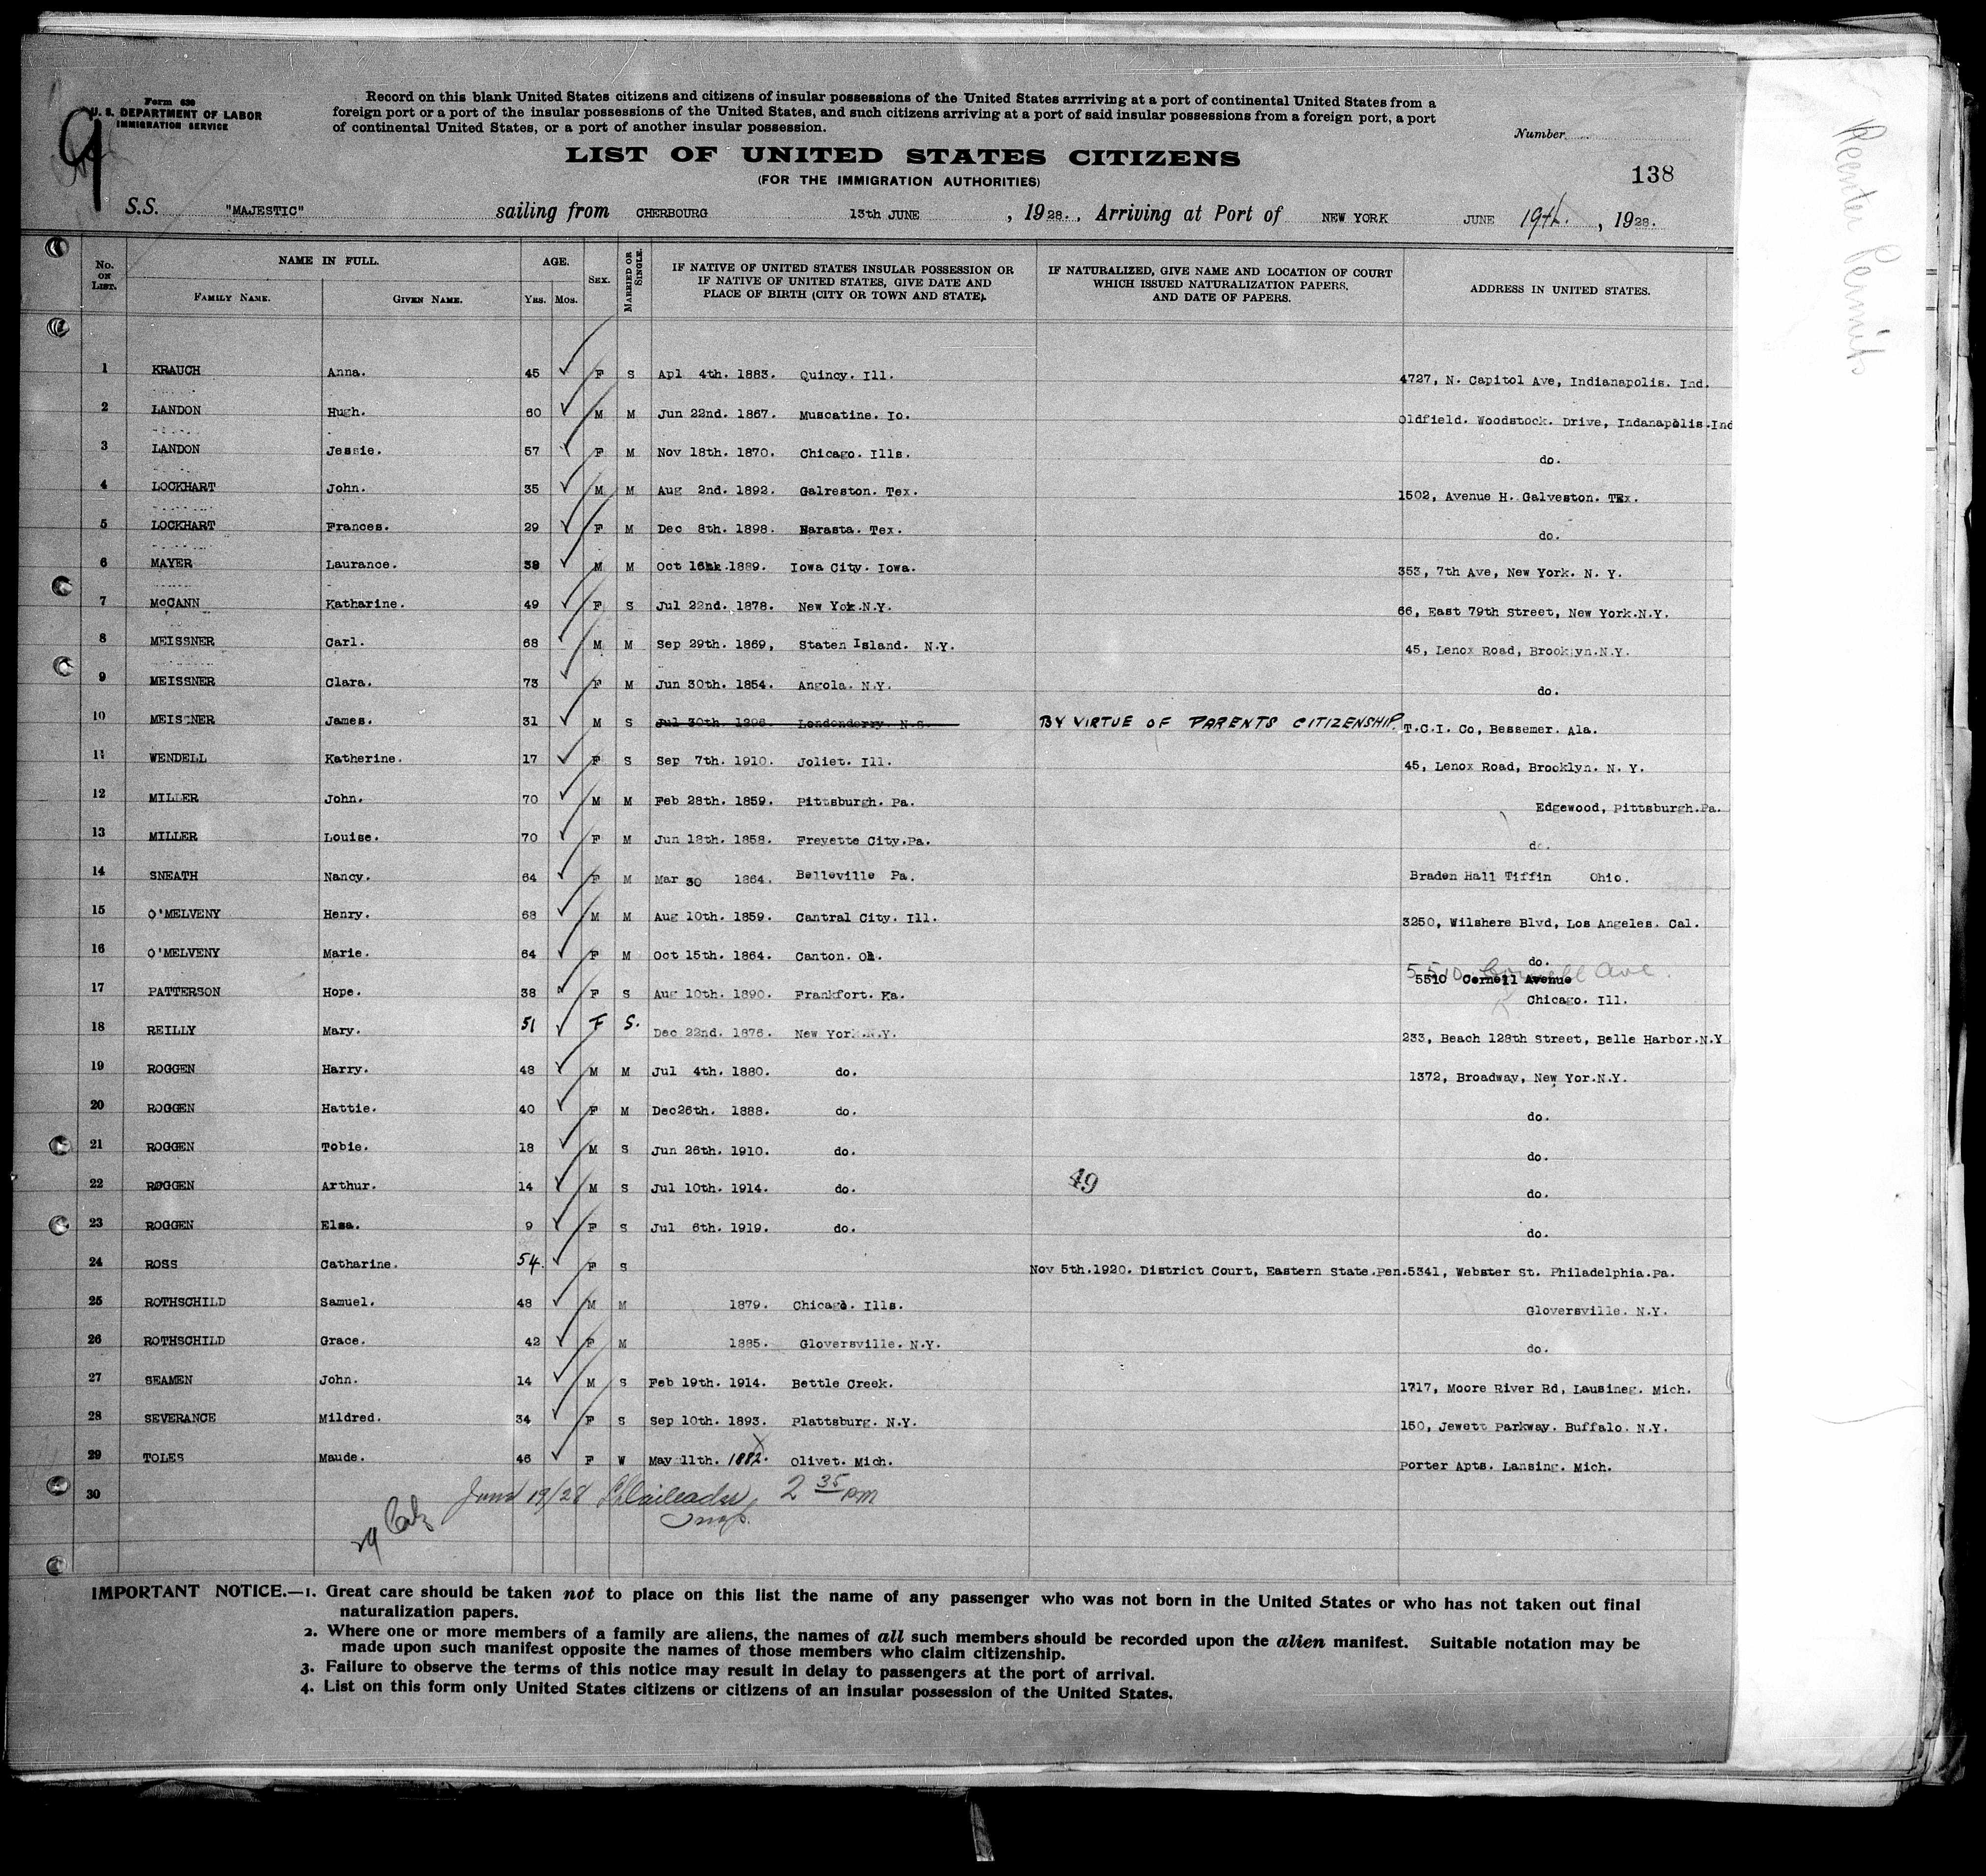 Form 630
U. S. DEPARTMENT OF LABOR
IMMIGRATION SERVICE
Record on this blank United States citizens and citizens of insular possessions of the United States arrriving at a port of continental United States from a
foreign port or a port of the insular possessions of the United States, and such citizens arriving at a port of said insular possessions from a foreign port, a port
of continental United States, or a port of another insular possession.
Number
LIST OF UNITED STATES CITIZENS
(FOR THE IMMIGRATION AUTHORITIES)
138
S.S. "MAJESTIC" sailing from CHERBOURG 13th JUNE , 1928. , Arriving at Port of NEW YORK JUNE 19th. , 1928.
Reenter Permits
No. ON LIST. NAME IN FULL. FAMILY NAME. GIVEN NAME. AGE. YRS. MOS. SEX. MARRIED OR SINGLE. IF NATIVE OF UNITED STATES INSULAR POSSESSION OR IF NATIVE OF UNITED STATES, GIVE DATE AND PLACE OF BIRTH (CITY OR TOWN AND STATE). IF NATURALIZED, GIVE NAME AND LOCATION OF COURT WHICH ISSUED NATURALIZATION PAPERS, AND DATE OF PAPERS. ADDRESS IN UNITED STATES.
1 KRAUCH Anna. 45 F S Apl 4th. 1883. Quincy. Ill. 4727, N. Capitol Ave, Indianapolis. Ind.
2 LANDON Hugh. 60 M M Jun 22nd. 1867. Muscatine. Io. Oldfield. Woodstock. Drive, Indanapolis.Ind
3 LANDON Jessie. 57 F M Nov 18th. 1870. Chicago. Ills. do.
4 LOCKHART John. 35 M M Aug 2nd. 1892. Galreston. Tex. 1502, Avenue H. Galveston. TEx.
5 LOCKHART Frances. 29 F M Dec 8th. 1898. Narasta. Tex. do.
6 MAYER Laurance. 38 M M Oct 16 1889. Iowa City. Iowa. 353, 7th Ave, New York. N. Y.
7 McCANN Katharine. 49 F S Jul 22nd. 1878. New Yok.N.Y. 66, East 79th Street, New York.N.Y.
8 MEISSNER Carl. 68 M M Sep 29th. 1869, Staten Island. N.Y. 45, Lenox Road, Brooklyn.N.Y.
9 MEISSNER Clara. 73 F M Jun 30th. 1854. Angola. N.Y. do.
10 MEISSNER James. 31 M S Jul 30th. 1296. Londonderry. N.S. BY VIRTUE OF PARENTS CITIZENSHIP. T.C.I. Co, Bessemer. Ala.
11 WENDELL Katherine. 17 F S Sep 7th. 1910. Joliet. Ill. 45, Lenox Road, Brooklyn. N. Y.
12 MILLER John. 70 M M Feb 28th. 1859. Pittsburgh. Pa. Edgewood, Pittsburgh.Pa.
13 MILLER Louise. 70 F M Jun 18th. 1858. Freyette City.Pa. do.
14 SNEATH Nancy. 64 F M Mar 30 1864. Belleville Pa. Braden Hall Tiffin Ohio.
15 O'MELVENY Henry. 68 M M Aug 10th. 1859. Cantral City. Ill. 3250, Wilshere Blvd, Los Angeles. Cal.
16 O'MELVENY Marie. 64 F M Oct 15th. 1864. Canton. Oh. do.
5510 Cornell Ave.
17 PATTERSON Hope. 38 F S Aug 10th. 1890. Frankfort. Ka. 5510 Cornell Avenue
Chicago. Ill.
18 REILLY Mary. 51 F S. Dec 22nd. 1876. New York.N.Y. 233, Beach 128th Street, Belle Harbor.N.Y
19 ROGGEN Harry. 48 M M Jul 4th. 1880. do. 1372, Broadway, New Yor.N.Y.
20 ROGGEN Hattie. 40 F M Dec26th. 1888. do. do.
21 ROGGEN Tobie. 18 M S Jun 26th. 1910. do. do.
22 ROGGEN Arthur. 14 M S Jul 10th. 1914. do. 49 do.
23 ROGGEN Elsa. 9 F S Jul 6th. 1919. do. do.
24 ROSS Catharine. 54. F S Nov 5th.1920. District Court, Eastern State.Pen. 5341, Webster St. Philadelphia.Pa.
25 ROTHSCHILD Samuel. 48 M M 1879. Chicago. Ills. Gloversville. N.Y.
26 ROTHSCHILD Grace. 42 F M 1885. Gloversville. N.Y. do.
27 SEAMEN John. 14 M S Feb 19th. 1914. Bettle Creek. 1717, Moore River Rd, Lausineg. Mich.
28 SEVERANCE Mildred. 34 F S Sep 10th. 1893. Plattsburg. N.Y. 150, Jewett Parkway. Buffalo. N.Y.
29 TOLES Maude. 46 F W May 11th. 1882. Olivet. Mich. Porter Apts. Lansing. Mich.
30 June 19/28 2 35 PM
Insp.
29
IMPORTANT NOTICE.—1. Great care should be taken not to place on this list the name of any passenger who was not born in the United States or who has not taken out final
naturalization papers.
2. Where one or more members of a family are aliens, the names of all such members should be recorded upon the alien manifest. Suitable notation may be
made upon such manifest opposite the names of those members who claim citizenship.
3. Failure to observe the terms of this notice may result in delay to passengers at the port of arrival.
4. List on this form only United States citizens or citizens of an insular possession of the United States.